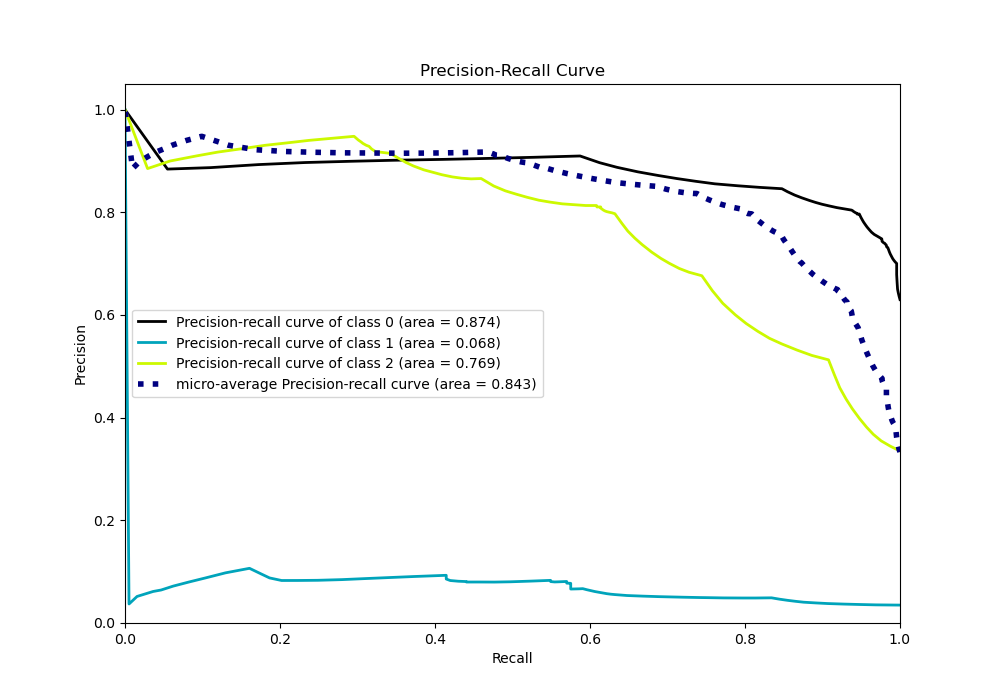 Precision-Recall Curve
1.0
0.8
0.6
0.4
0.2
0.0
Precision
Precision-recall curve of class 0 (area = 0.874)
Precision-recall curve of class 1 (area = 0.068)
Precision-recall curve of class 2 (area = 0.769)
micro-average Precision-recall curve (area = 0.843)
0.0 0.2 0.4 0.6 0.8 1.0
Recall